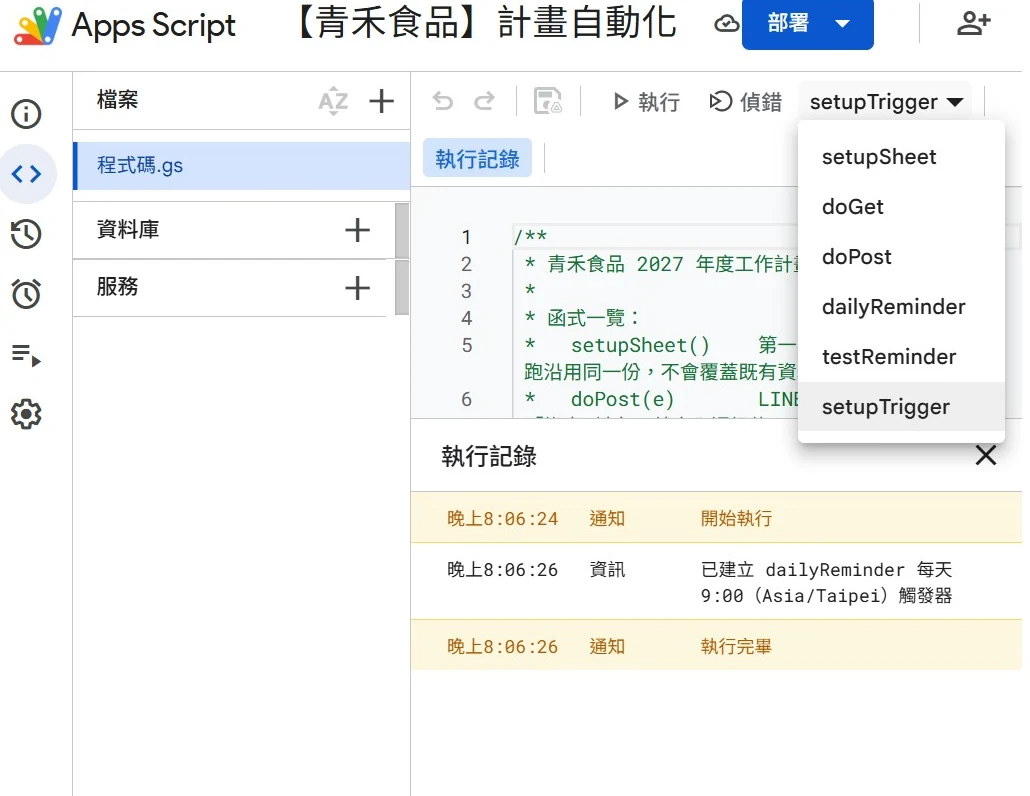 Apps Script
【青禾食品】計畫自動化
部署
檔案
AZ
執行
偵錯
setupTrigger
程式碼.gs
資料庫
服務
執行記錄
setupSheet
doGet
doPost
dailyReminder
testReminder
setupTrigger
1 /**
2 * 青禾食品 2027 年度工作計
3 *
4 * 函式一覽：
5 * setupSheet() 第一
跑沿用同一份，不會覆蓋既有資
6 * doPost(e) LINE
執行記錄
晚上8:06:24 通知 開始執行
晚上8:06:26 資訊 已建立 dailyReminder 每天
9:00（Asia/Taipei）觸發器
晚上8:06:26 通知 執行完畢